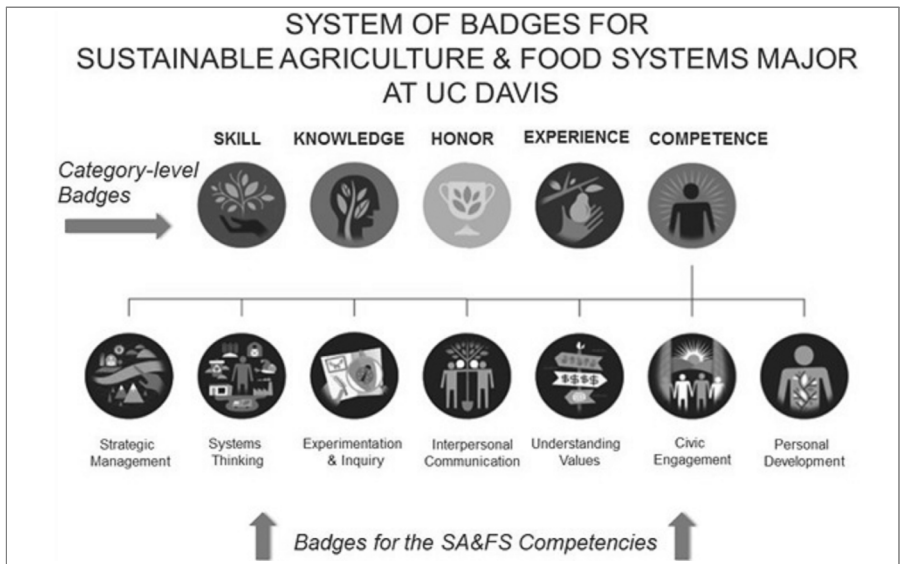 SYSTEM OF BADGES FOR
SUSTAINABLE AGRICULTURE & FOOD SYSTEMS MAJOR
AT UC DAVIS
SKILL KNOWLEDGE HONOR EXPERIENCE COMPETENCE
Category-level
Badges
$$$$
Strategic
Management
Systems
Thinking
Experimentation
& Inquiry
Interpersonal
Communication
Understanding
Values
Civic
Engagement
Personal
Development
Badges for the SA&FS Competencies